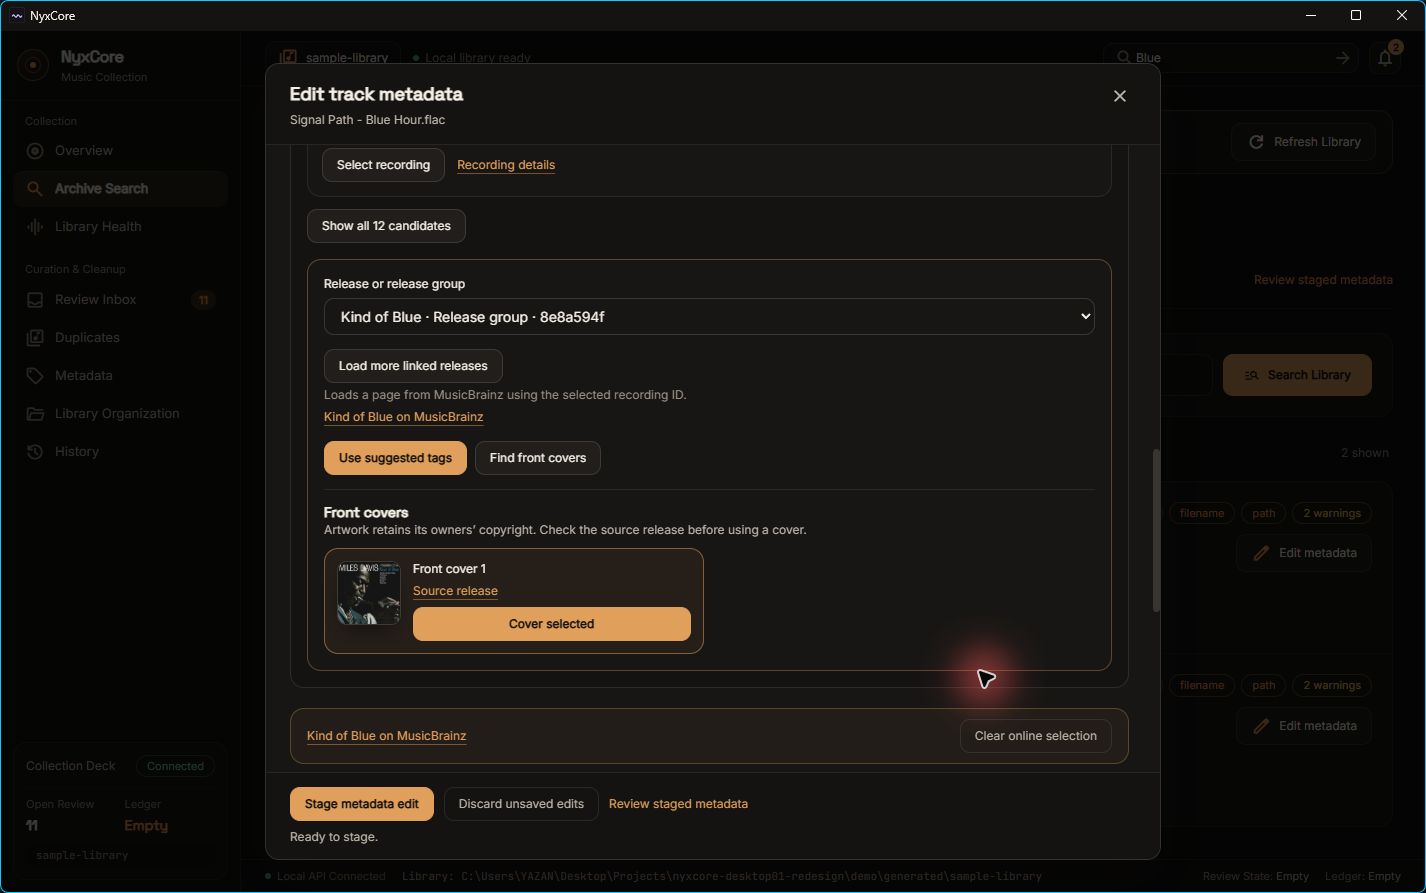 NyxCore
NyxCore
Music Collection
sample-library
Local library ready
Blue
2
Collection
Overview
Archive Search
Library Health
Curation & Cleanup
Review Inbox 11
Duplicates
Metadata
Library Organization
History
Collection Deck Connected
Open Review Ledger
11 Empty
sample-library
Edit track metadata
Signal Path - Blue Hour.flac
Select recording Recording details
Show all 12 candidates
Release or release group
Kind of Blue · Release group · 8e8a594f
Load more linked releases
Loads a page from MusicBrainz using the selected recording ID.
Kind of Blue on MusicBrainz
Use suggested tags Find front covers
Front covers
Artwork retains its owners’ copyright. Check the source release before using a cover.
MILES DAVIS
Front cover 1
Source release
Cover selected
Kind of Blue on MusicBrainz Clear online selection
Stage metadata edit Discard unsaved edits Review staged metadata
Ready to stage.
Refresh Library
Review staged metadata
Search Library
2 shown
filename path 2 warnings
Edit metadata
filename path 2 warnings
Edit metadata
Local API Connected Library: C:\Users\YAZAN\Desktop\Projects\nyxcore-desktop01-redesign\demo\generated\sample-library Review State: Empty Ledger: Empty